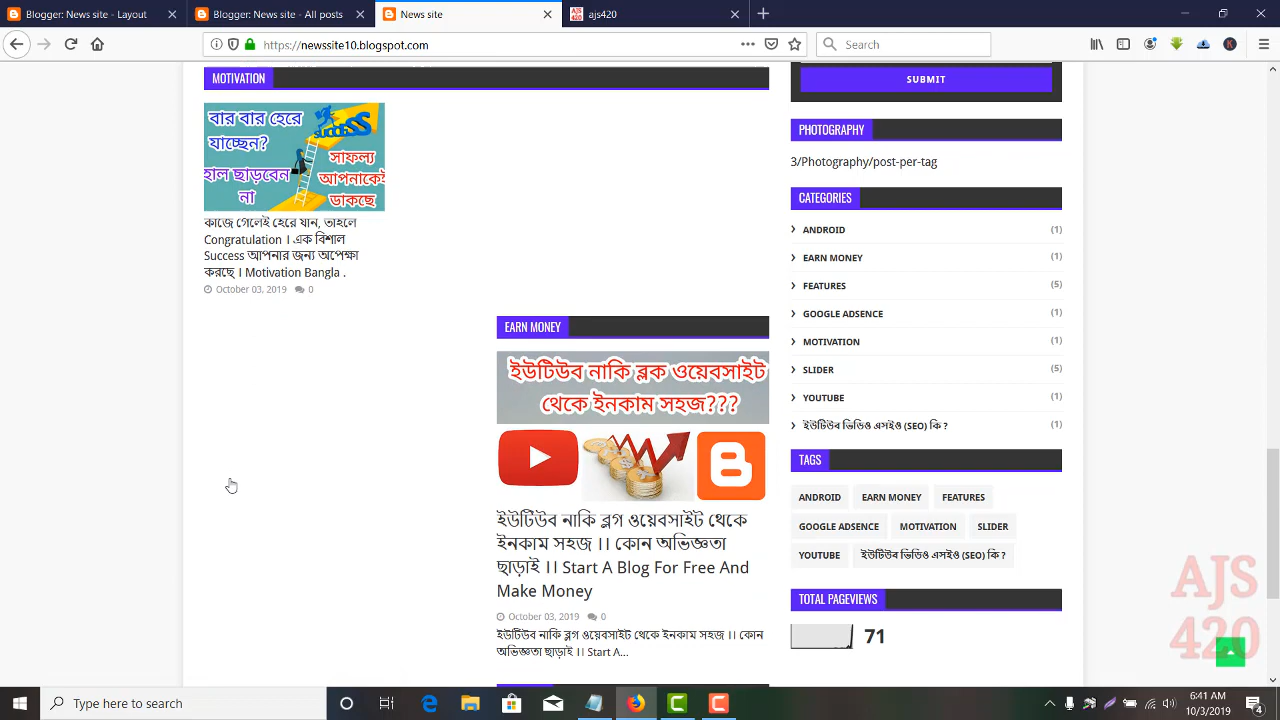 Blogger: News site - Layout
Blogger: News site - All posts
News site
ajs420
https://newssite10.blogspot.com
Search
MOTIVATION
বার বার হেরে
যাচ্ছেন?
হাল ছাড়বেন
না
success
সাফল্য
আপনাকেই
ডাকছে
কাজে গেলেই হেরে যান, তাহলে
Congratulation । এক বিশাল
Success আপনার জন্য অপেক্ষা
করছে । Motivation Bangla .
October 03, 2019 0
EARN MONEY
ইউটিউব নাকি ব্লক ওয়েবসাইট
থেকে ইনকাম সহজ???
ইউটিউব নাকি ব্লগ ওয়েবসাইট থেকে
ইনকাম সহজ ।। কোন অভিজ্ঞতা
ছাড়াই ।। Start A Blog For Free And
Make Money
October 03, 2019 0
ইউটিউব নাকি ব্লগ ওয়েবসাইট থেকে ইনকাম সহজ ।। কোন
অভিজ্ঞতা ছাড়াই ।। Start A...
SUBMIT
PHOTOGRAPHY
3/Photography/post-per-tag
CATEGORIES
ANDROID (1)
EARN MONEY (1)
FEATURES (5)
GOOGLE ADSENCE (1)
MOTIVATION (1)
SLIDER (5)
YOUTUBE (1)
ইউটিউব ভিডিও এসইও (SEO) কি ? (1)
TAGS
ANDROID EARN MONEY FEATURES
GOOGLE ADSENCE MOTIVATION SLIDER
YOUTUBE ইউটিউব ভিডিও এসইও (SEO) কি ?
TOTAL PAGEVIEWS
71
AJS
420
Type here to search
6:41 AM
10/3/2019